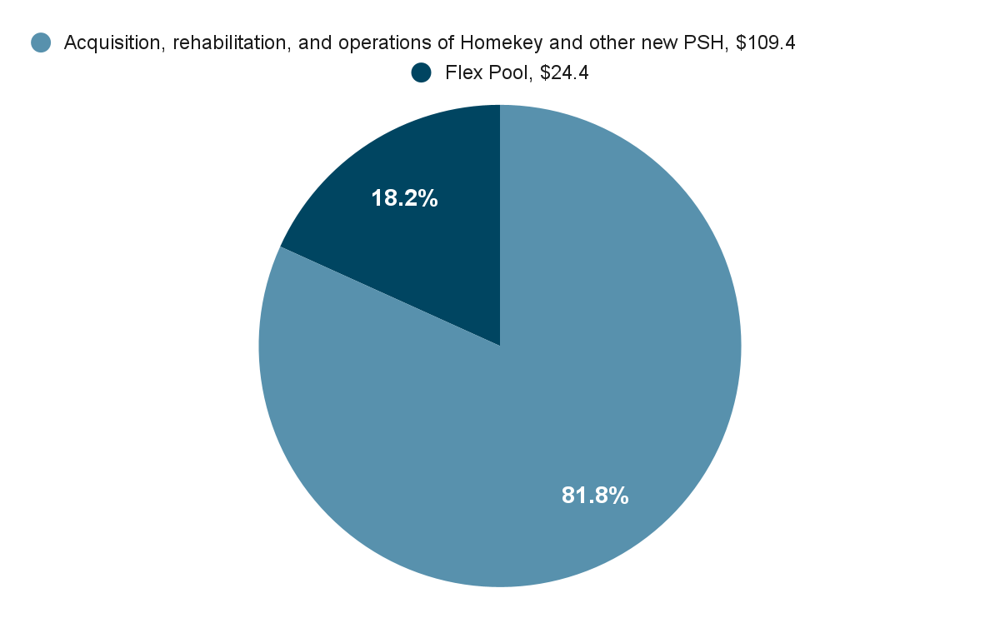 Acquisition, rehabilitation, and operations of Homekey and other new PSH, $109.4
Flex Pool, $24.4
18.2%
81.8%